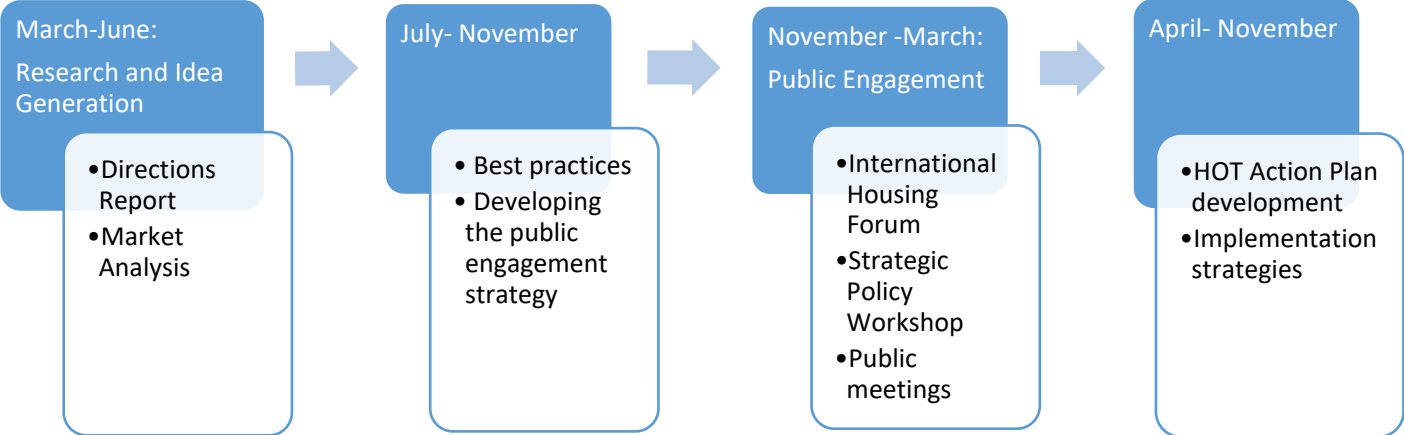 March-June:
Research and Idea
Generation
•Directions
Report
•Market
Analysis
July- November
• Best practices
• Developing
the public
engagement
strategy
November -March:
Public Engagement
•International
Housing
Forum
•Strategic
Policy
Workshop
•Public
meetings
April- November
•HOT Action Plan
development
•Implementation
strategies